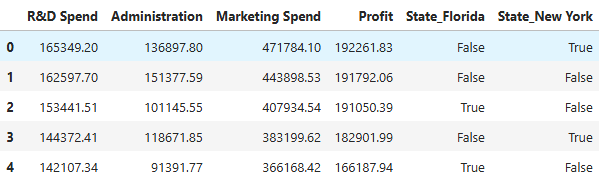 R&D Spend Administration Marketing Spend Profit State_Florida State_New York
0 165349.20 136897.80 471784.10 192261.83 False True
1 162597.70 151377.59 443898.53 191792.06 False False
2 153441.51 101145.55 407934.54 191050.39 True False
3 144372.41 118671.85 383199.62 182901.99 False True
4 142107.34 91391.77 366168.42 166187.94 True False